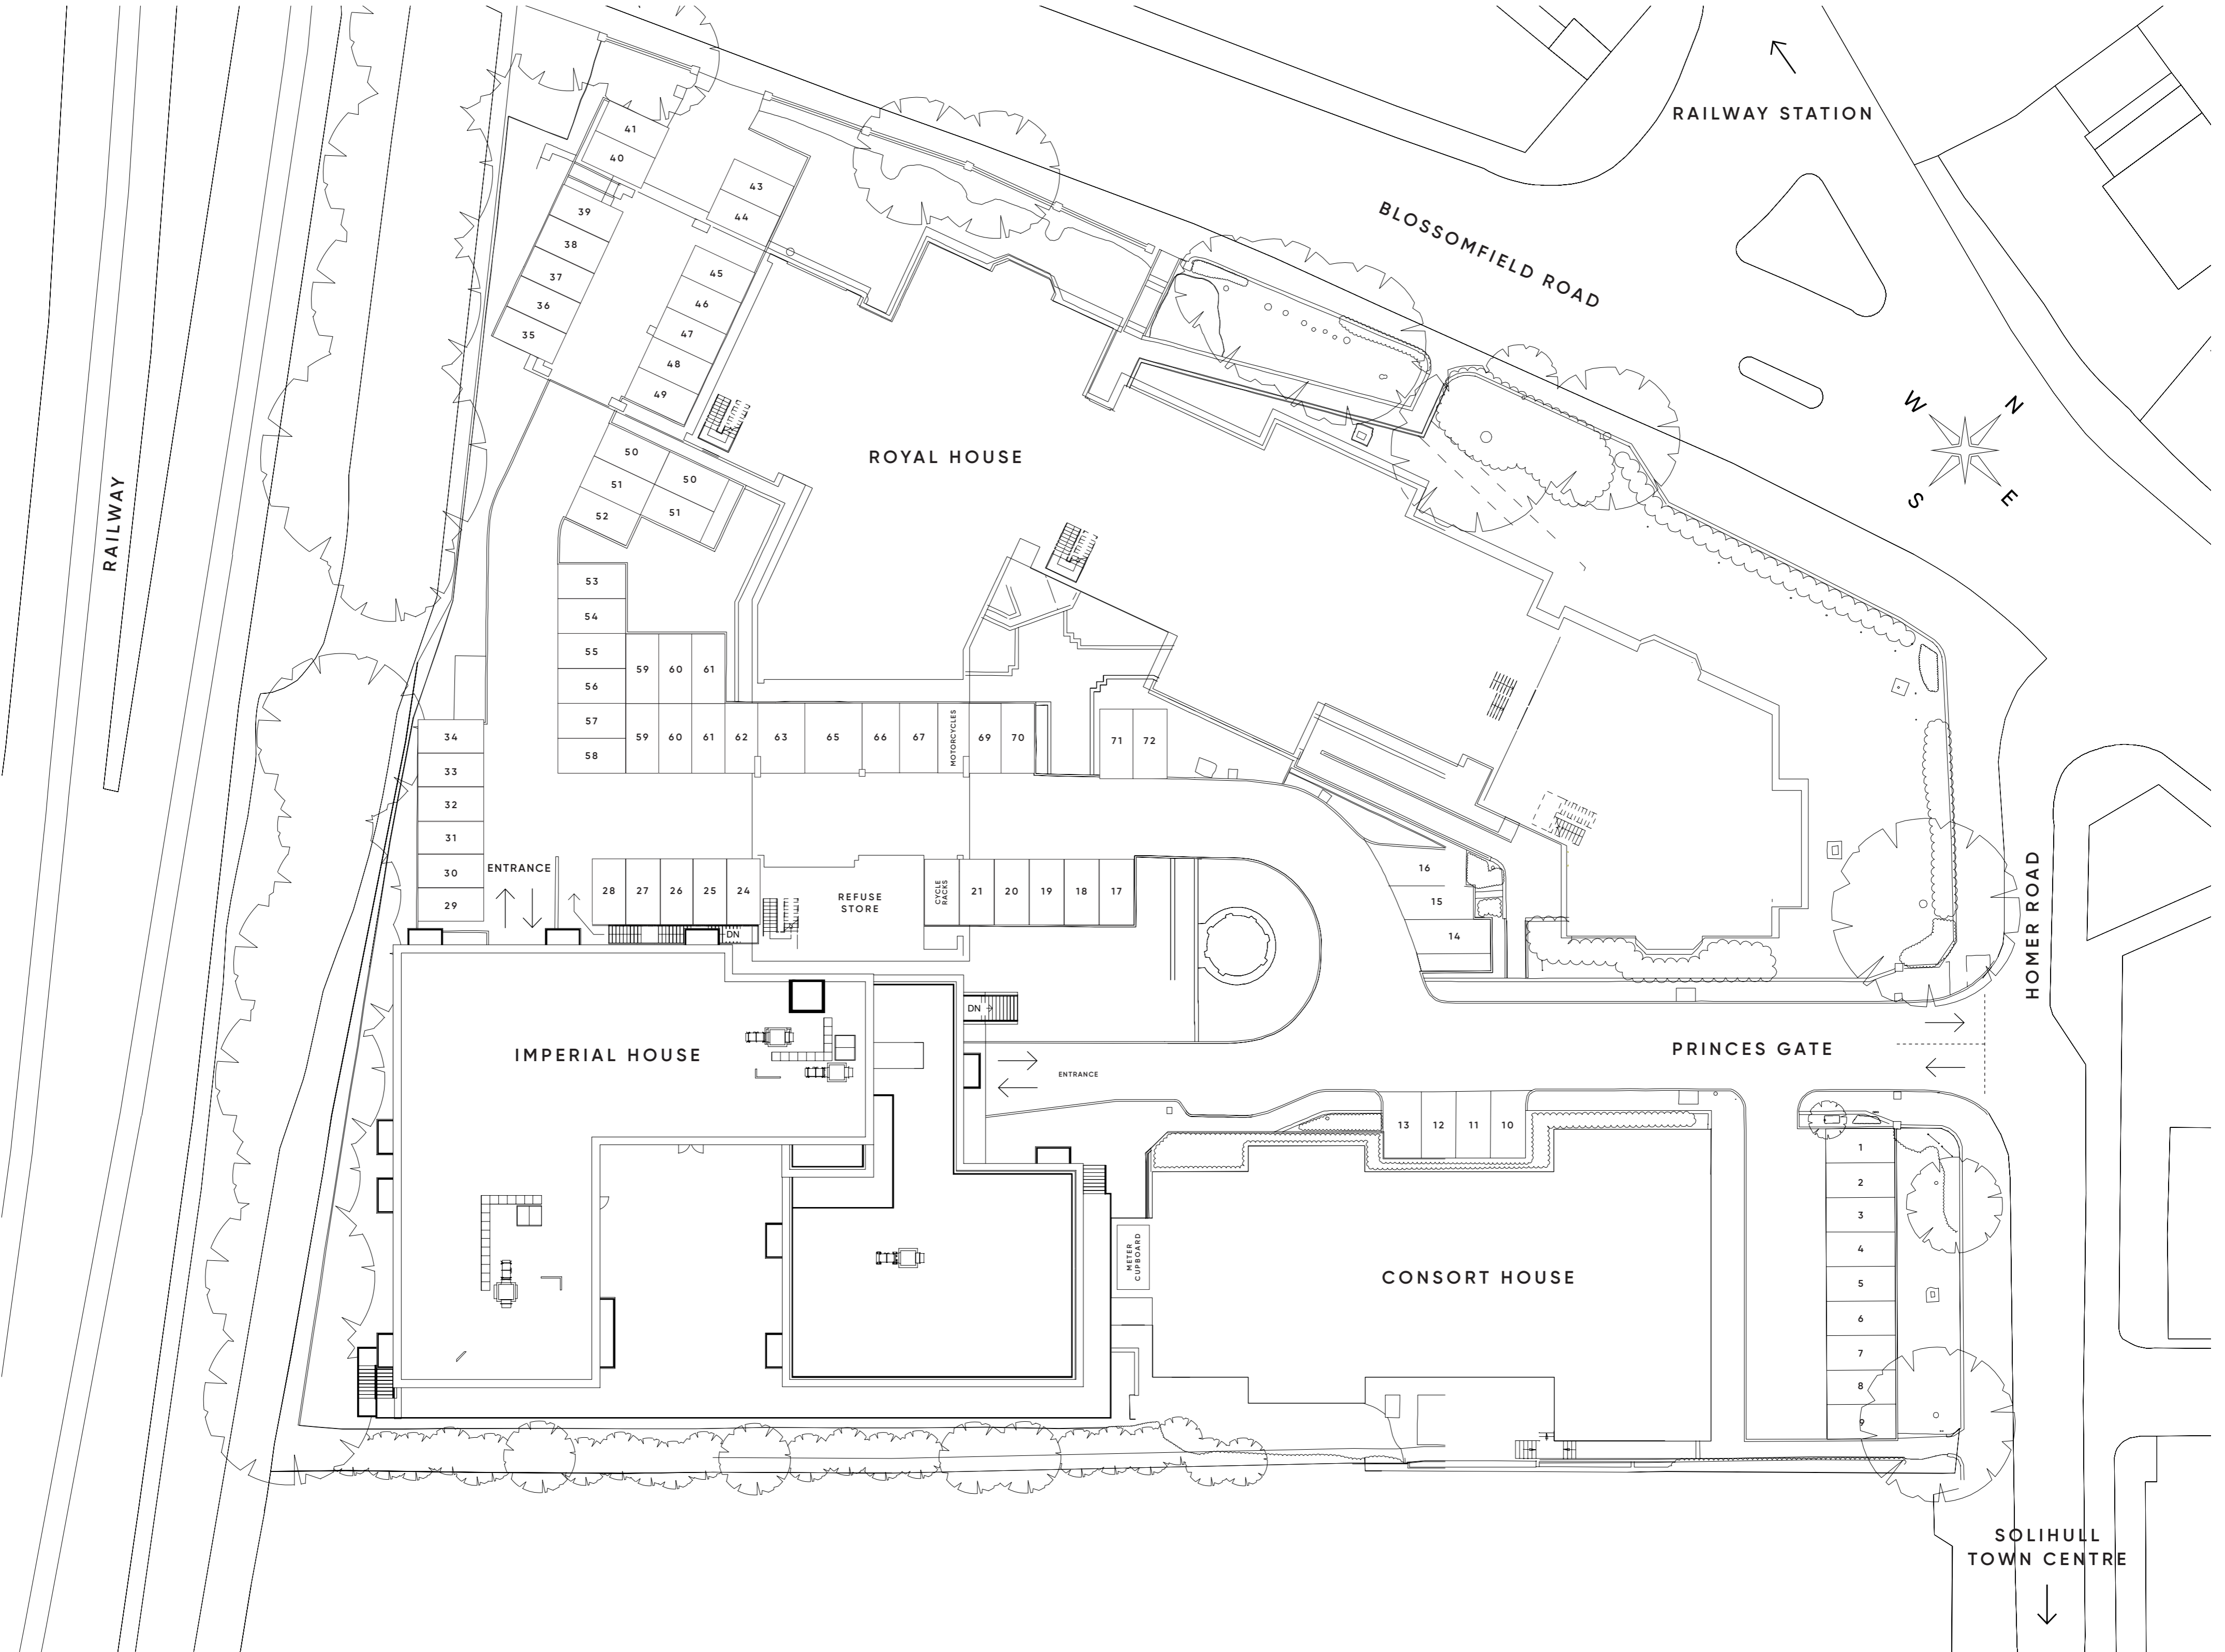 RAILWAY STATION
41
40
43
44
39
38
37
36
35
45
46
47
48
49
BLOSSOMFIELD ROAD
W
N
S
E
ROYAL HOUSE
RAILWAY
50
51
52
50
51
53
54
55
56
57
58
59
60
61
59
60
61
62
63
65
66
67
MOTORCYCLES
69
70
71
72
34
33
32
31
30
29
ENTRANCE
28
27
26
25
24
DN
REFUSE
STORE
CYCLE
RACKS
21
20
19
18
17
16
15
14
HOMER ROAD
IMPERIAL HOUSE
DN
ENTRANCE
PRINCES GATE
13
12
11
10
1
2
3
4
5
6
7
8
9
METER
CUPBOARD
CONSORT HOUSE
SOLIHULL
TOWN CENTRE